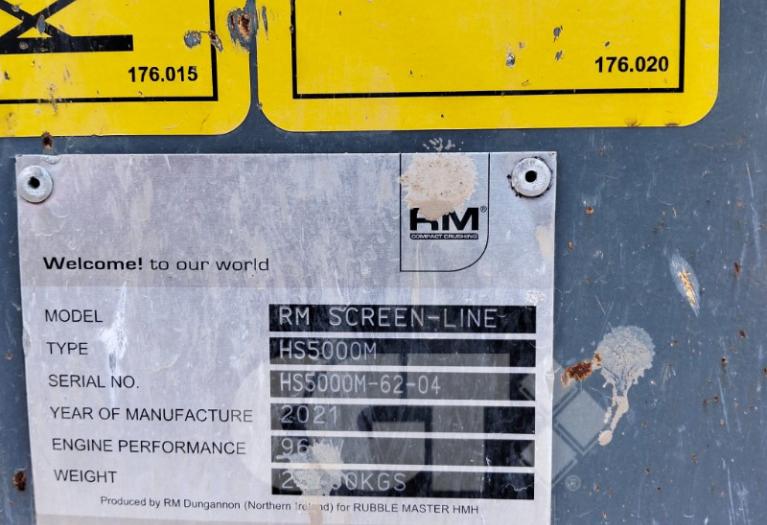 176.015
176.020
RM®
COMPACT CRUSHING
Welcome! to our world
MODEL RM SCREEN-LINE
TYPE HS5000M
SERIAL NO. HS5000M-62-04
YEAR OF MANUFACTURE 2021
ENGINE PERFORMANCE
WEIGHT
Produced by RM Dungannon (Northern Ireland) for RUBBLE MASTER HMH